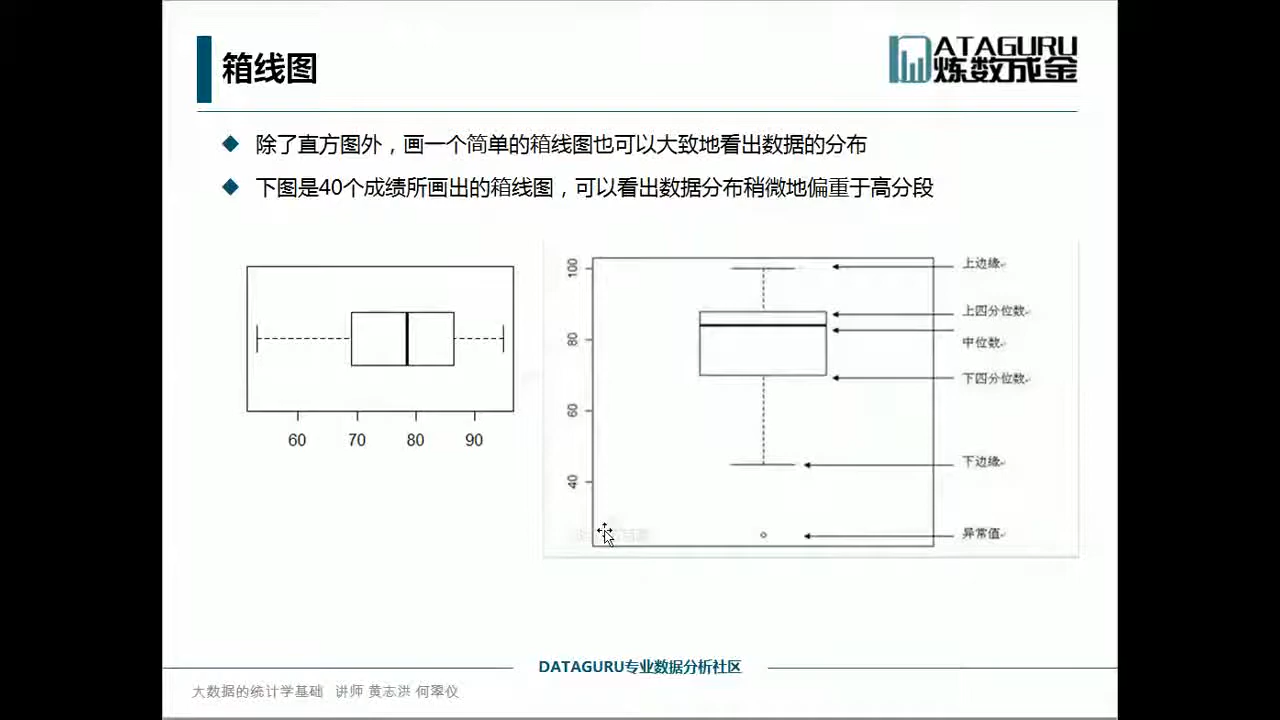 箱线图
ATAGURU
炼数成金
除了直方图外，画一个简单的箱线图也可以大致地看出数据的分布
下图是40个成绩所画出的箱线图，可以看出数据分布稍微地偏重于高分段
60 70 80 90
100
80
60
40
上边缘
上四分位数
中位数
下四分位数
下边缘
异常值
DATAGURU专业数据分析社区
大数据的统计学基础 讲师 黄志洪 何翠仪